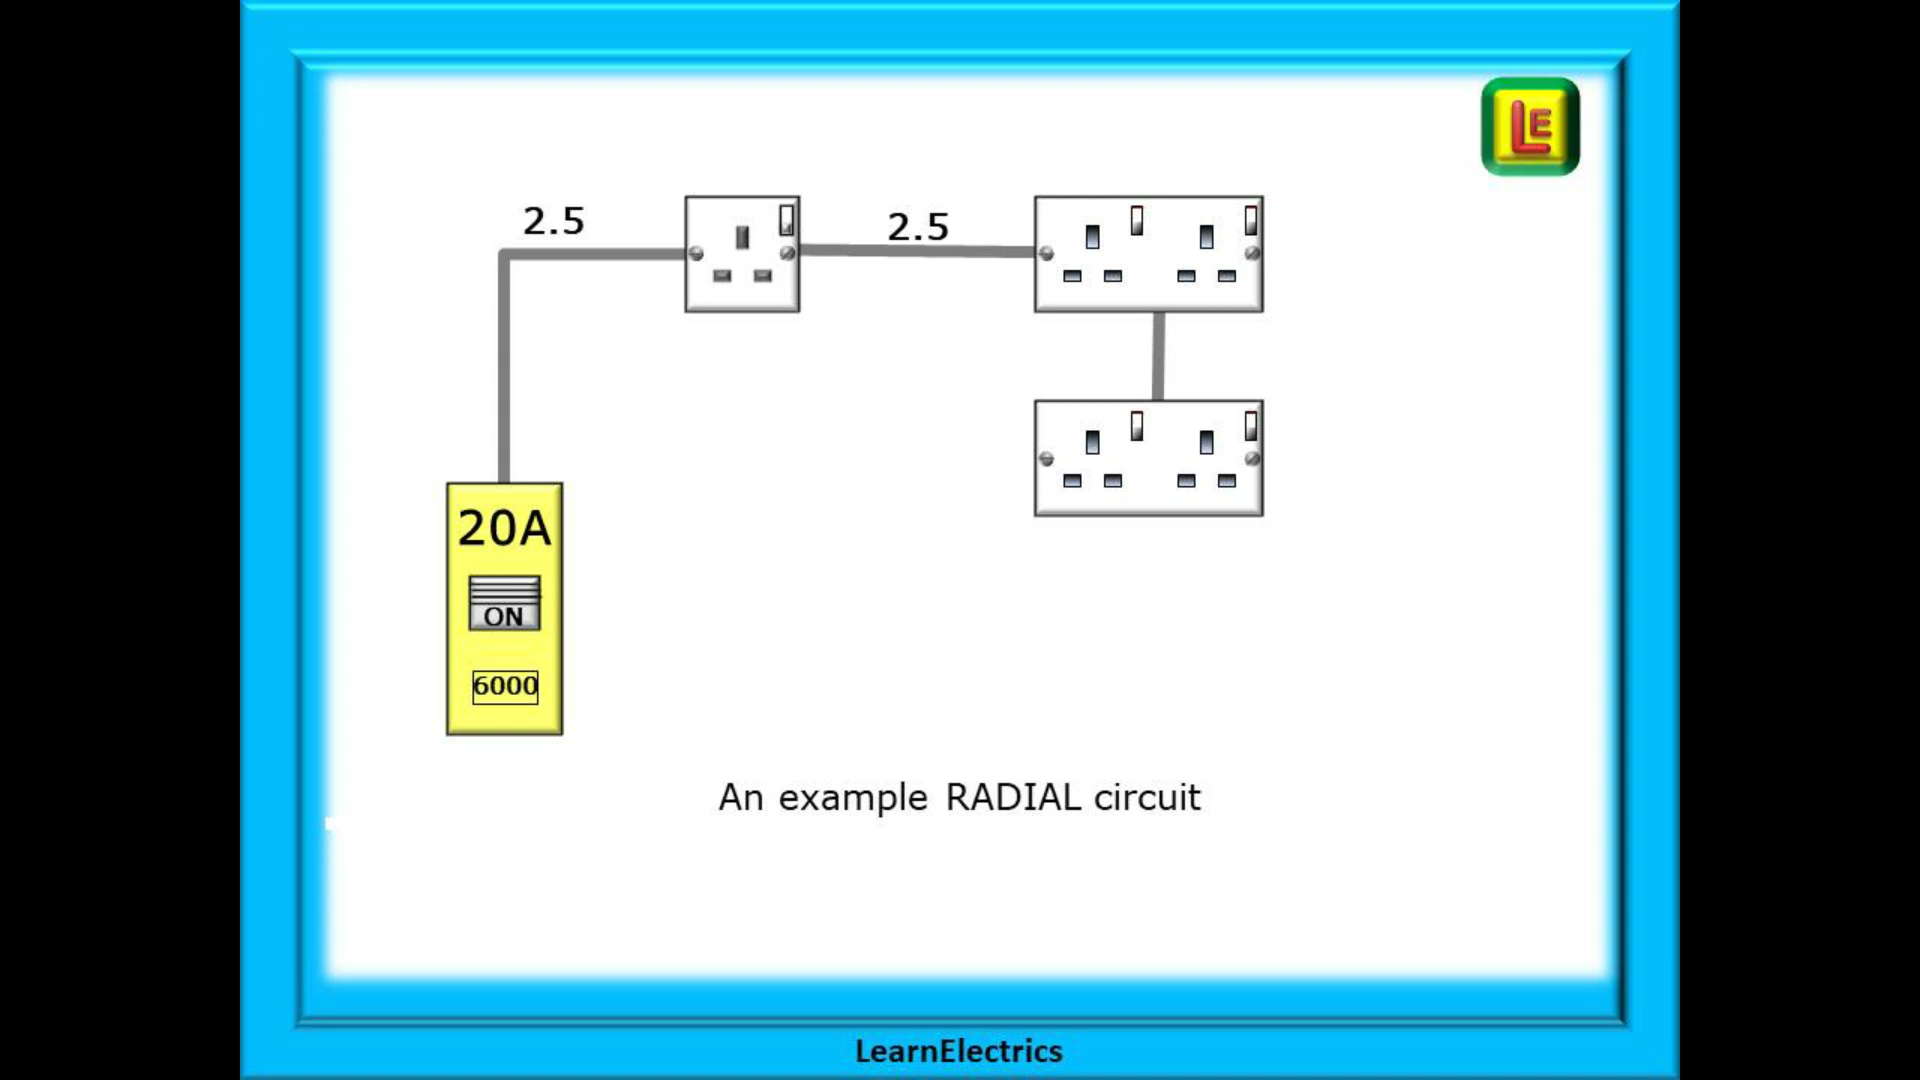 LE
2.5
2.5
20A
ON
6000
An example RADIAL circuit
LearnElectrics